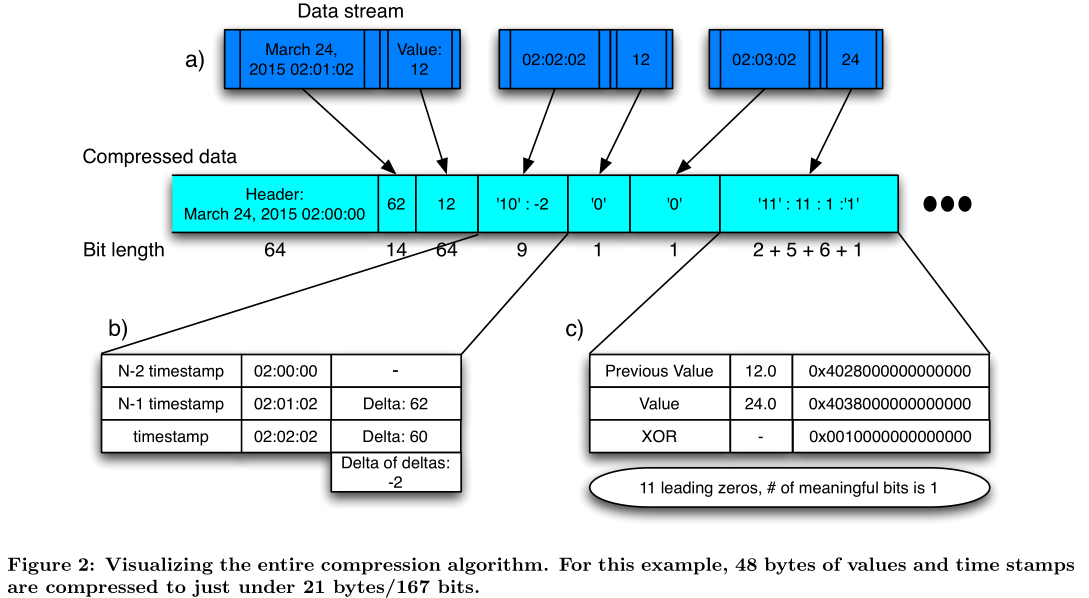 Data stream
a)
March 24,
2015 02:01:02
Value:
12
02:02:02
12
02:03:02
24
Compressed data
Header:
March 24, 2015 02:00:00
62
12
'10' : -2
'0'
'0'
'11' : 11 : 1 :'1'
Bit length
64
14
64
9
1
1
2 + 5 + 6 + 1
b)
N-2 timestamp
02:00:00
-
N-1 timestamp
02:01:02
Delta: 62
timestamp
02:02:02
Delta: 60
Delta of deltas:
-2
c)
Previous Value
12.0
0x4028000000000000
Value
24.0
0x4038000000000000
XOR
-
0x0010000000000000
11 leading zeros, # of meaningful bits is 1
Figure 2: Visualizing the entire compression algorithm. For this example, 48 bytes of values and time stamps
are compressed to just under 21 bytes/167 bits.